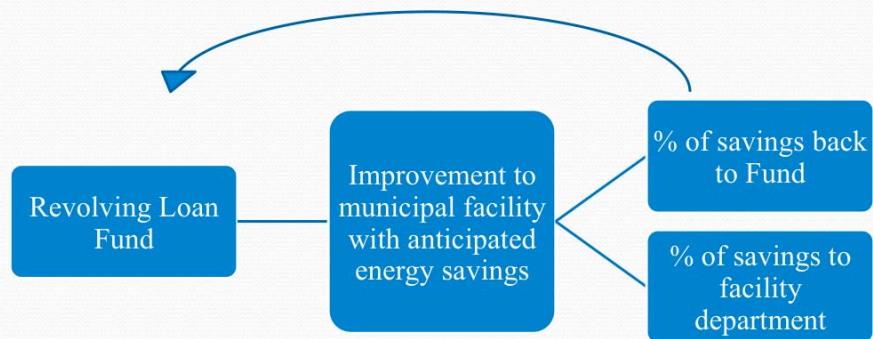 Revolving Loan
Fund
Improvement to
municipal facility
with anticipated
energy savings
% of savings back
to Fund
% of savings to
facility
department